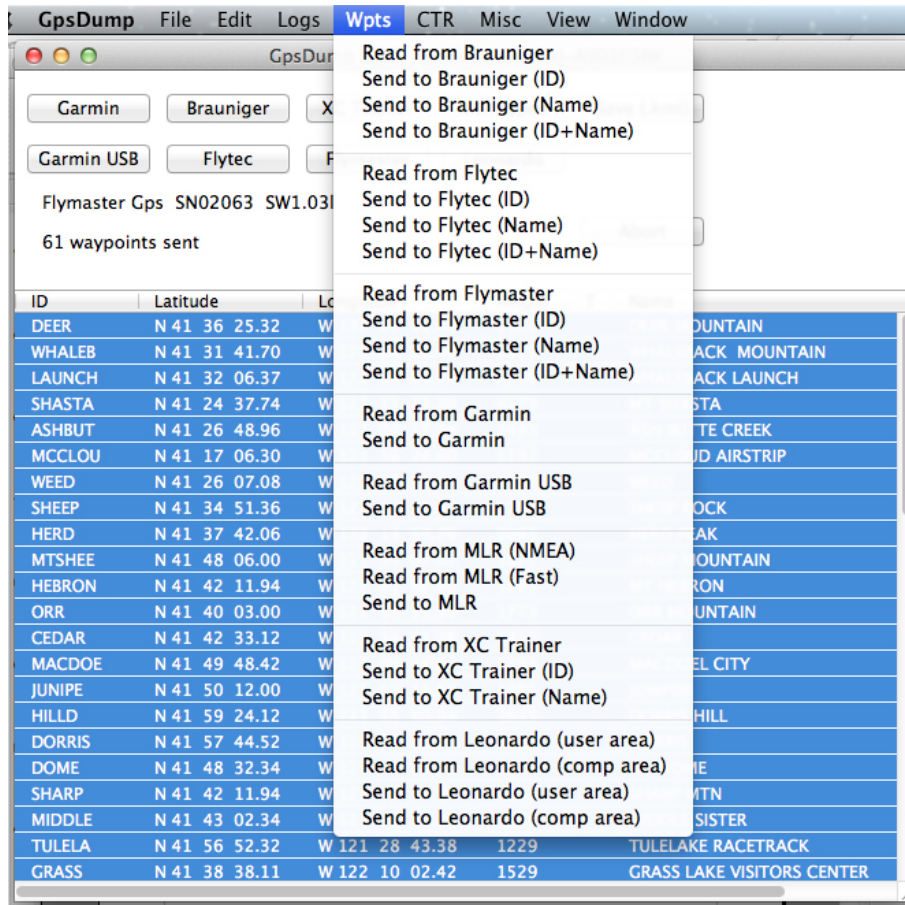 GpsDump File Edit Logs Wpts CTR Misc View Window
Garmin Brauniger
Garmin USB Flytec
Flymaster Gps SN02063
61 waypoints sent
Read from Brauniger
Send to Brauniger (ID)
Send to Brauniger (Name)
Send to Brauniger (ID+Name)
Read from Flytec
Send to Flytec (ID)
Send to Flytec (Name)
Send to Flytec (ID+Name)
Read from Flymaster
Send to Flymaster (ID)
Send to Flymaster (Name)
Send to Flymaster (ID+Name)
Read from Garmin
Send to Garmin
Read from Garmin USB
Send to Garmin USB
Read from MLR (NMEA)
Read from MLR (Fast)
Send to MLR
Read from XC Trainer
Send to XC Trainer (ID)
Send to XC Trainer (Name)
Read from Leonardo (user area)
Read from Leonardo (comp area)
Send to Leonardo (user area)
Send to Leonardo (comp area)
ID Latitude
DEER N 41 36 25.32 W
WHALEB N 41 31 41.70 W MOUNTAIN
LAUNCH N 41 32 06.37 W LAUNCH
SHASTA N 41 24 37.74 W
ASHBUT N 41 26 48.96 W CREEK
MCCLOU N 41 17 06.30 W AIRSTRIP
WEED N 41 26 07.08 W
SHEEP N 41 34 51.36 W
HERD N 41 37 42.06 W
MTSHEE N 41 48 06.00 W
HEBRON N 41 42 11.94 W
ORR N 41 40 03.00 W
CEDAR N 41 42 33.12 W
MACDOE N 41 49 48.42 W CITY
JUNIPE N 41 50 12.00 W
HILLD N 41 59 24.12 W HILL
DORRIS N 41 57 44.52 W
DOME N 41 48 32.34 W
SHARP N 41 42 11.94 W MTN
MIDDLE N 41 43 02.34 W SISTER
TULELA N 41 56 52.32 W 121 28 43.38 1229 TULELAKE RACETRACK
GRASS N 41 38 38.11 W 122 10 02.42 1529 GRASS LAKE VISITORS CENTER